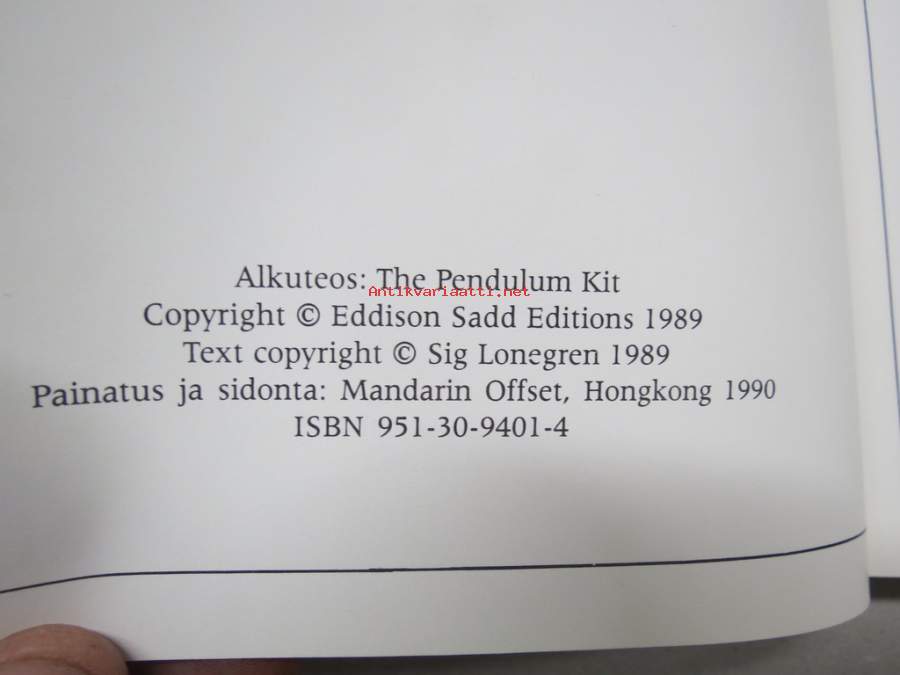 Alkuteos: The Pendulum Kit
Antikvariaatti.net
Copyright © Eddison Sadd Editions 1989
Text copyright © Sig Lonegren 1989
Painatus ja sidonta: Mandarin Offset, Hongkong 1990
ISBN 951-30-9401-4